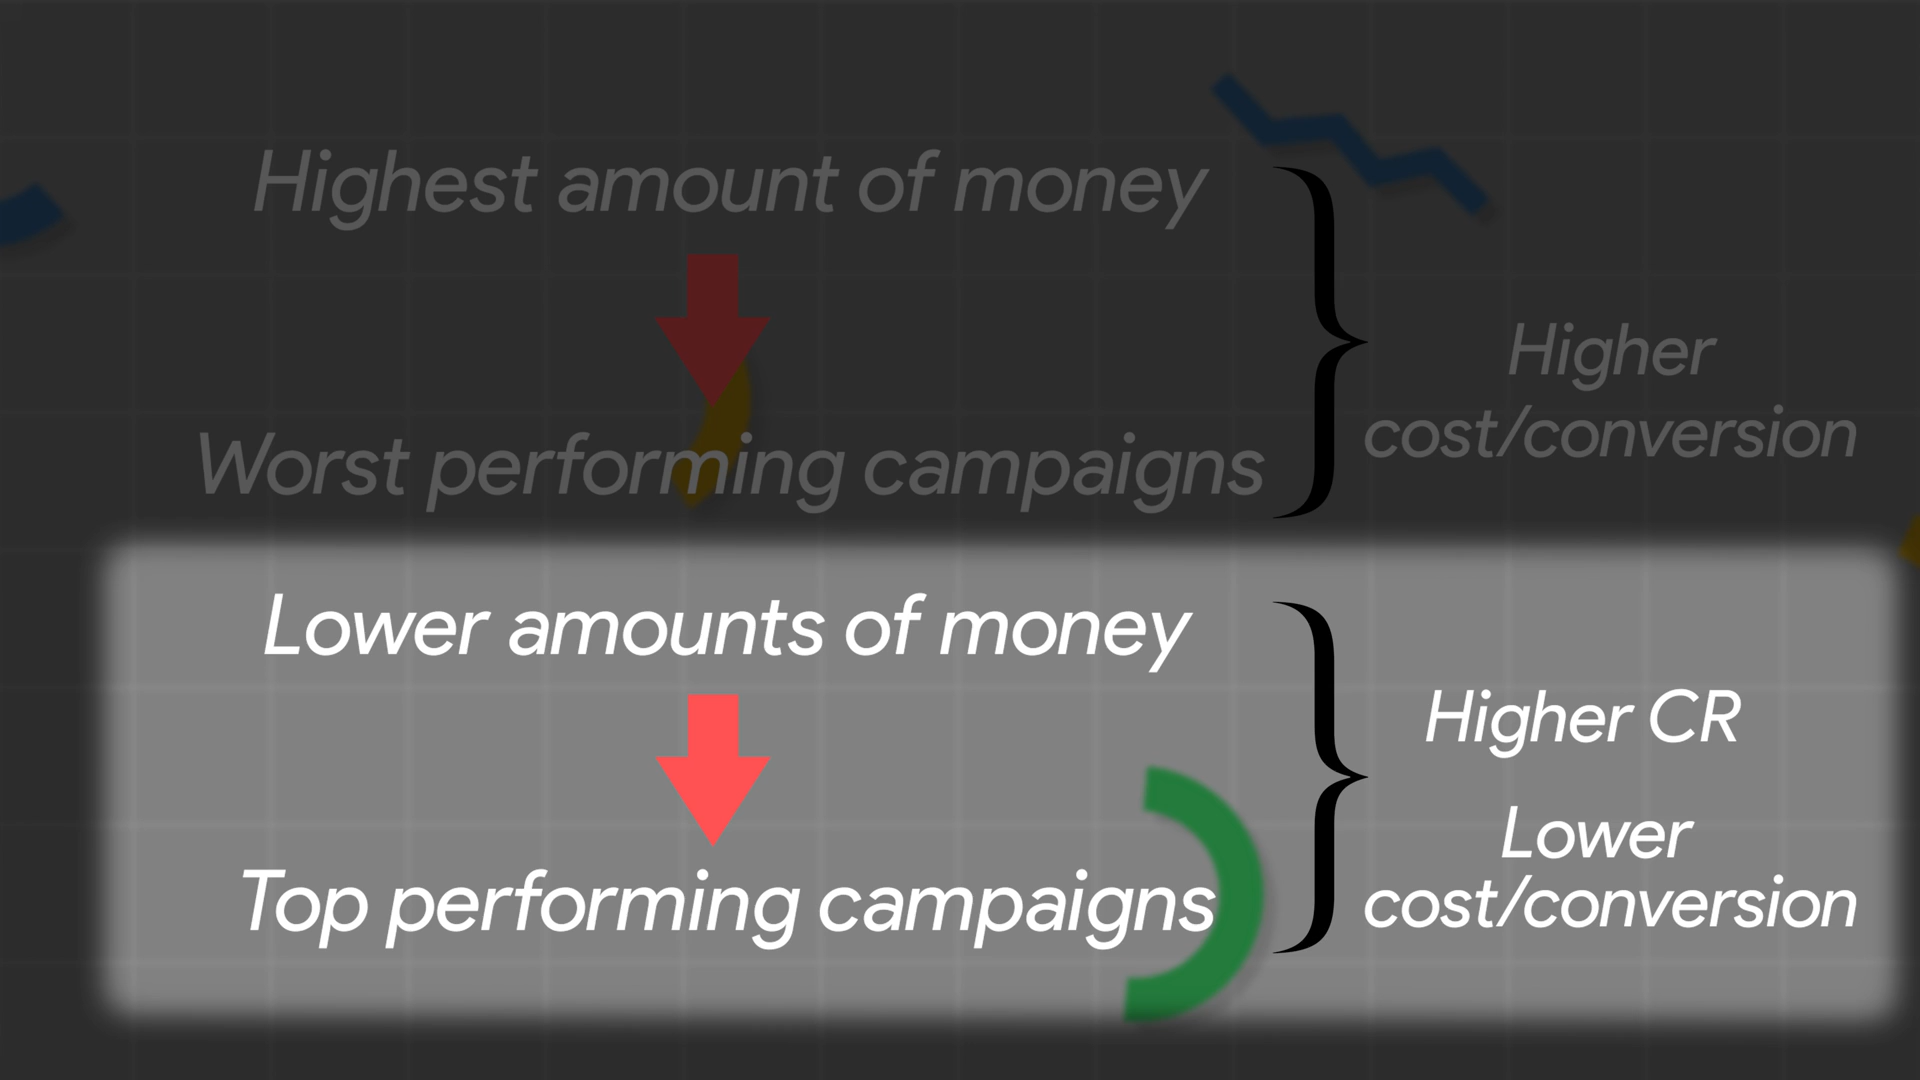 Highest amount of money
Worst performing campaigns
Higher
cost/conversion
Lower amounts of money
Top performing campaigns
Higher CR
Lower
cost/conversion